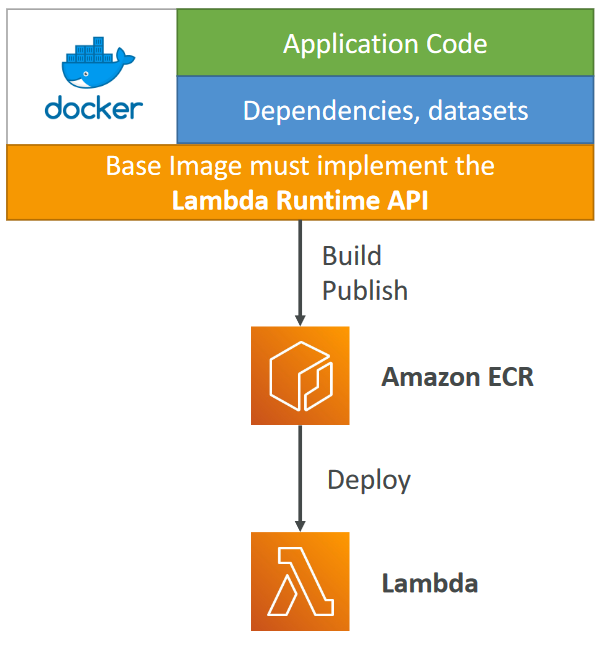 docker
Application Code
Dependencies, datasets
Base Image must implement the
Lambda Runtime API
Build
Publish
Amazon ECR
Deploy
Lambda